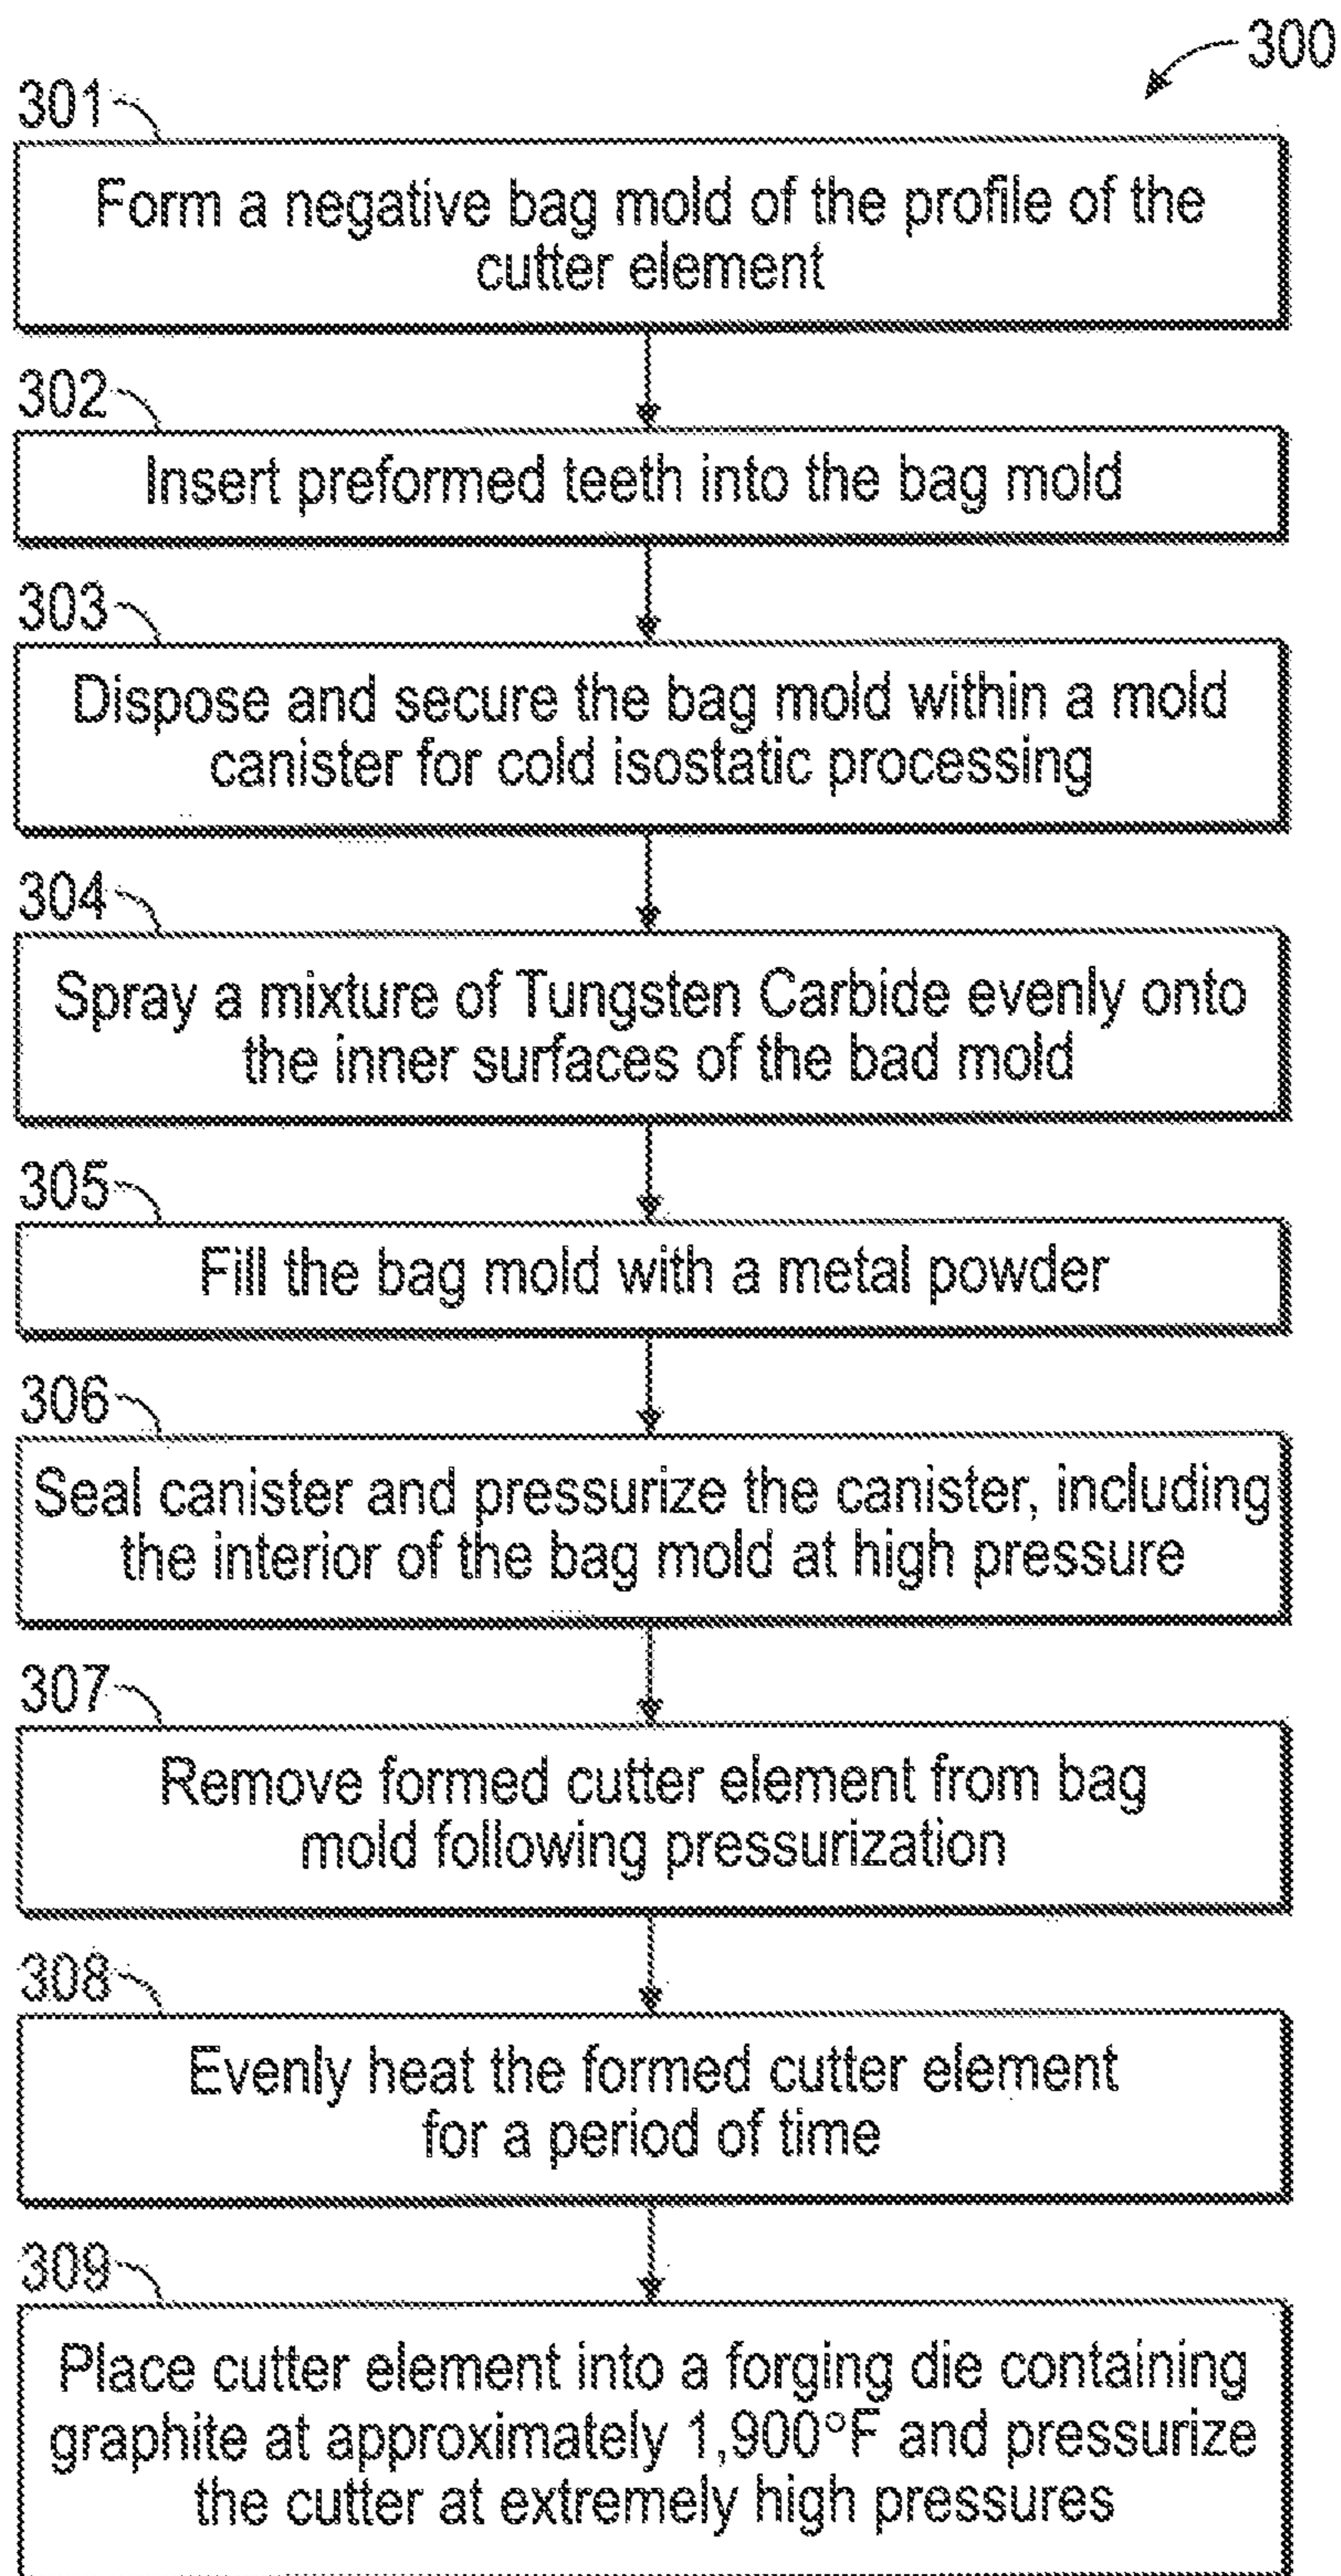 300
301
Form a negative bag mold of the profile of the
cutter element
302
Insert preformed teeth into the bag mold
303
Dispose and secure the bag mold within a mold
canister for cold isostatic processing
304
Spray a mixture of Tungsten Carbide evenly onto
the inner surfaces of the bad mold
305
Fill the bag mold with a metal powder
306
Seal canister and pressurize the canister, including
the interior of the bag mold at high pressure
307
Remove formed cutter element from bag
mold following pressurization
308
Evenly heat the formed cutter element
for a period of time
309
Place cutter element into a forging die containing
graphite at approximately 1,900°F and pressurize
the cutter at extremely high pressures